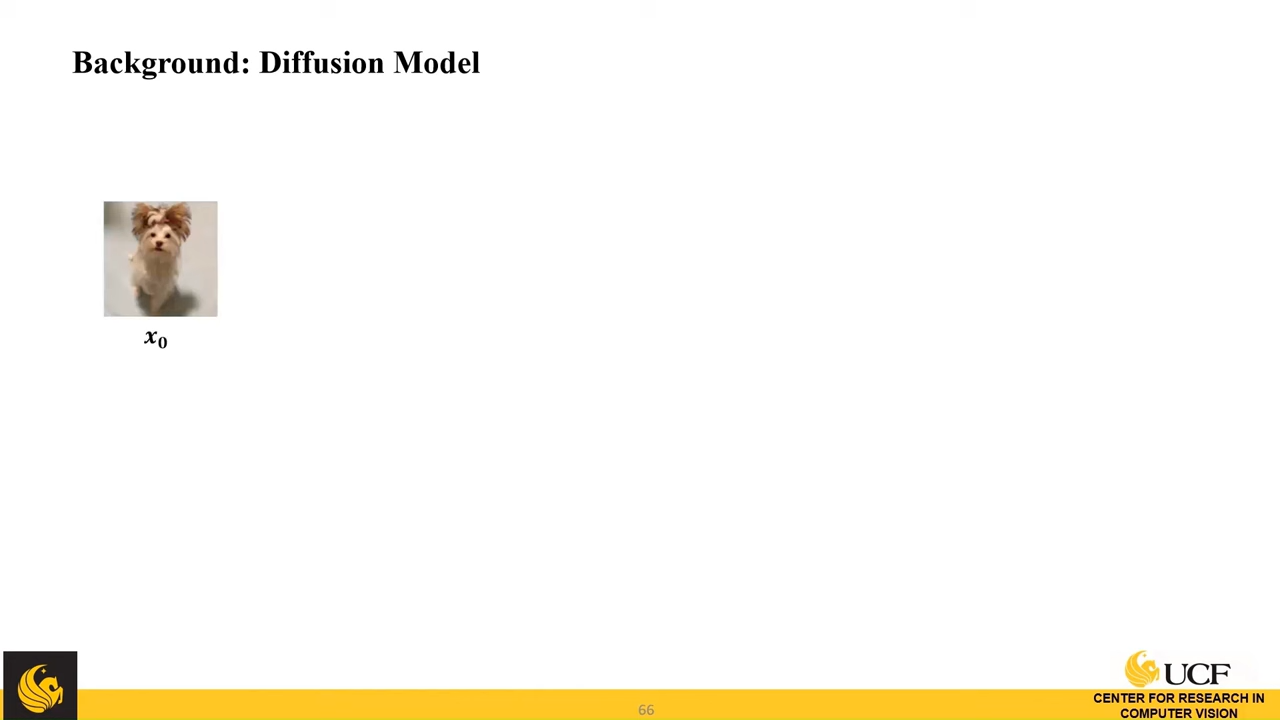 Background: Diffusion Model
x₀
66
UCF
CENTER FOR RESEARCH IN
COMPUTER VISION